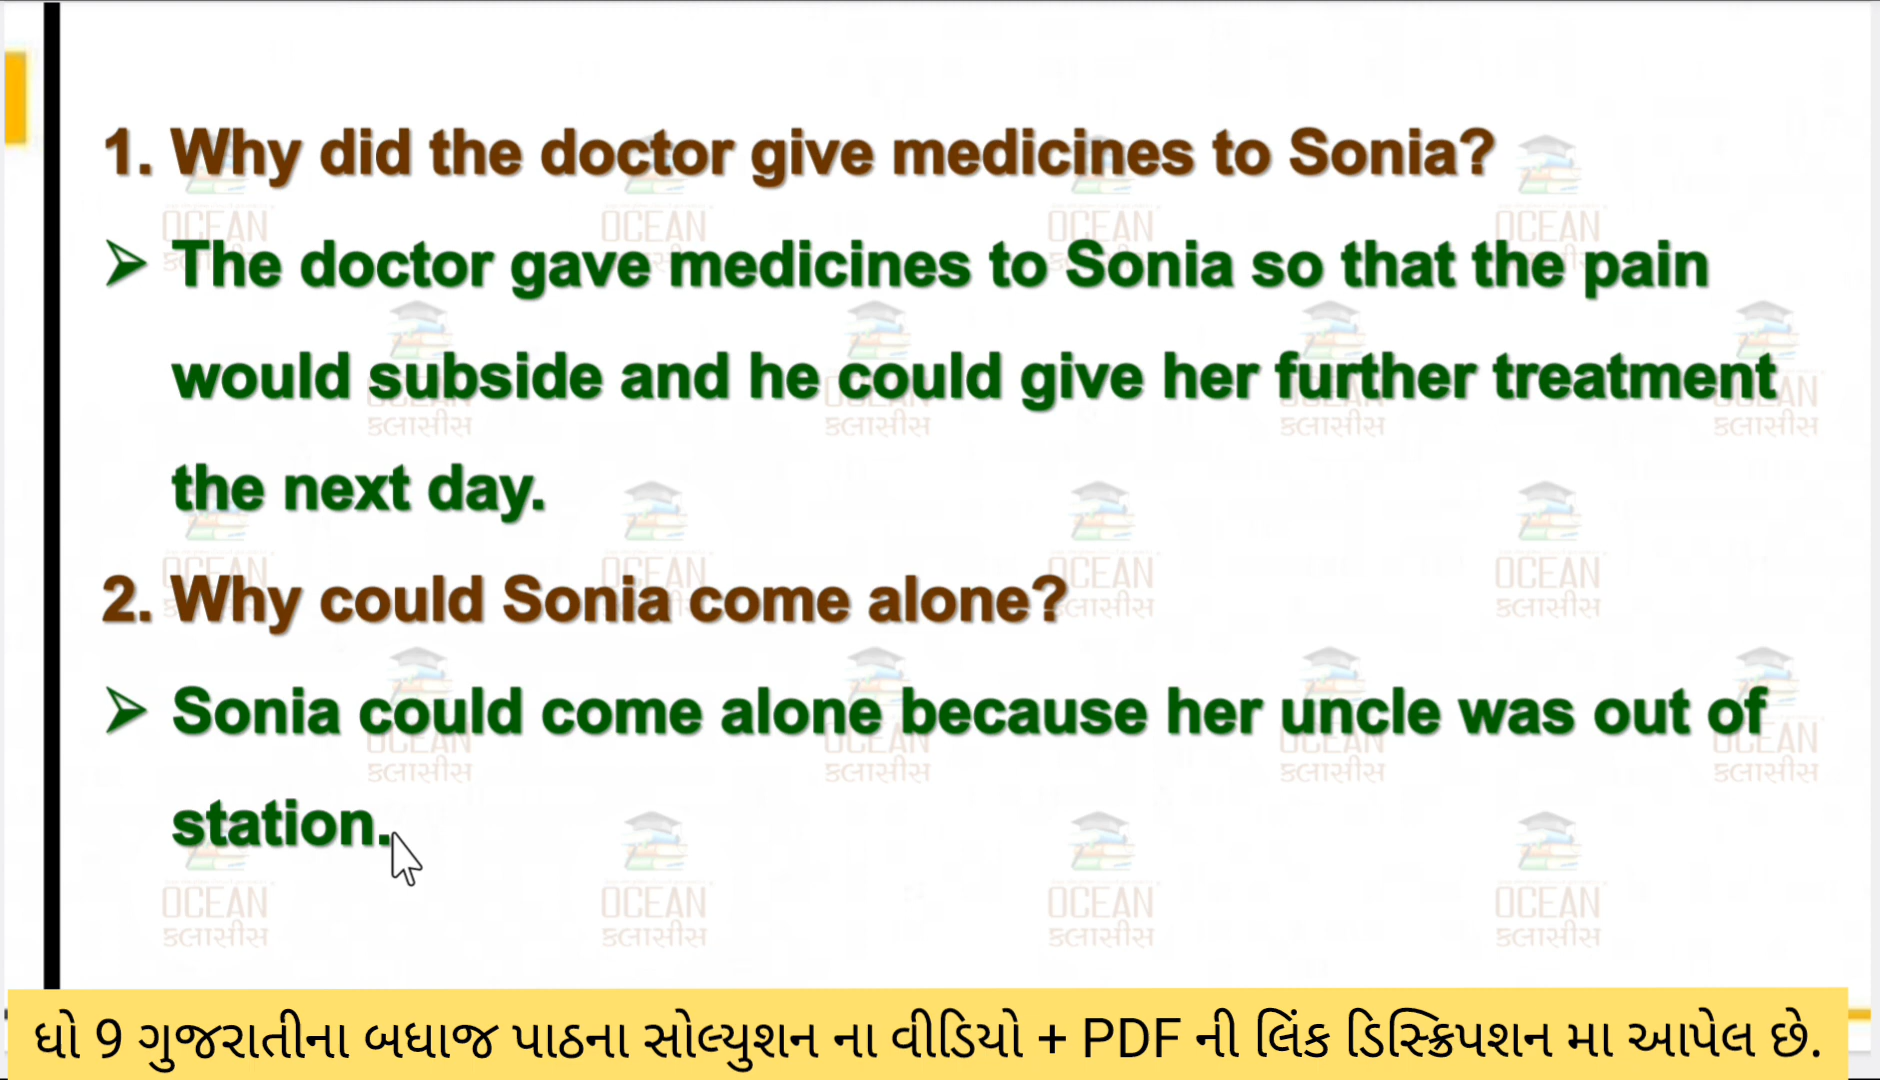 1. Why did the doctor give medicines to Sonia?
➢ The doctor gave medicines to Sonia so that the pain
would subside and he could give her further treatment
the next day.
2. Why could Sonia come alone?
➢ Sonia could come alone because her uncle was out of
station.
OCEAN
કલાસીસ
ધો 9 ગુજરાતીના બધાજ પાઠના સોલ્યુશન ના વીડિયો + PDF ની લિંક ડિસ્ક્રિપશન મા આપેલ છે.